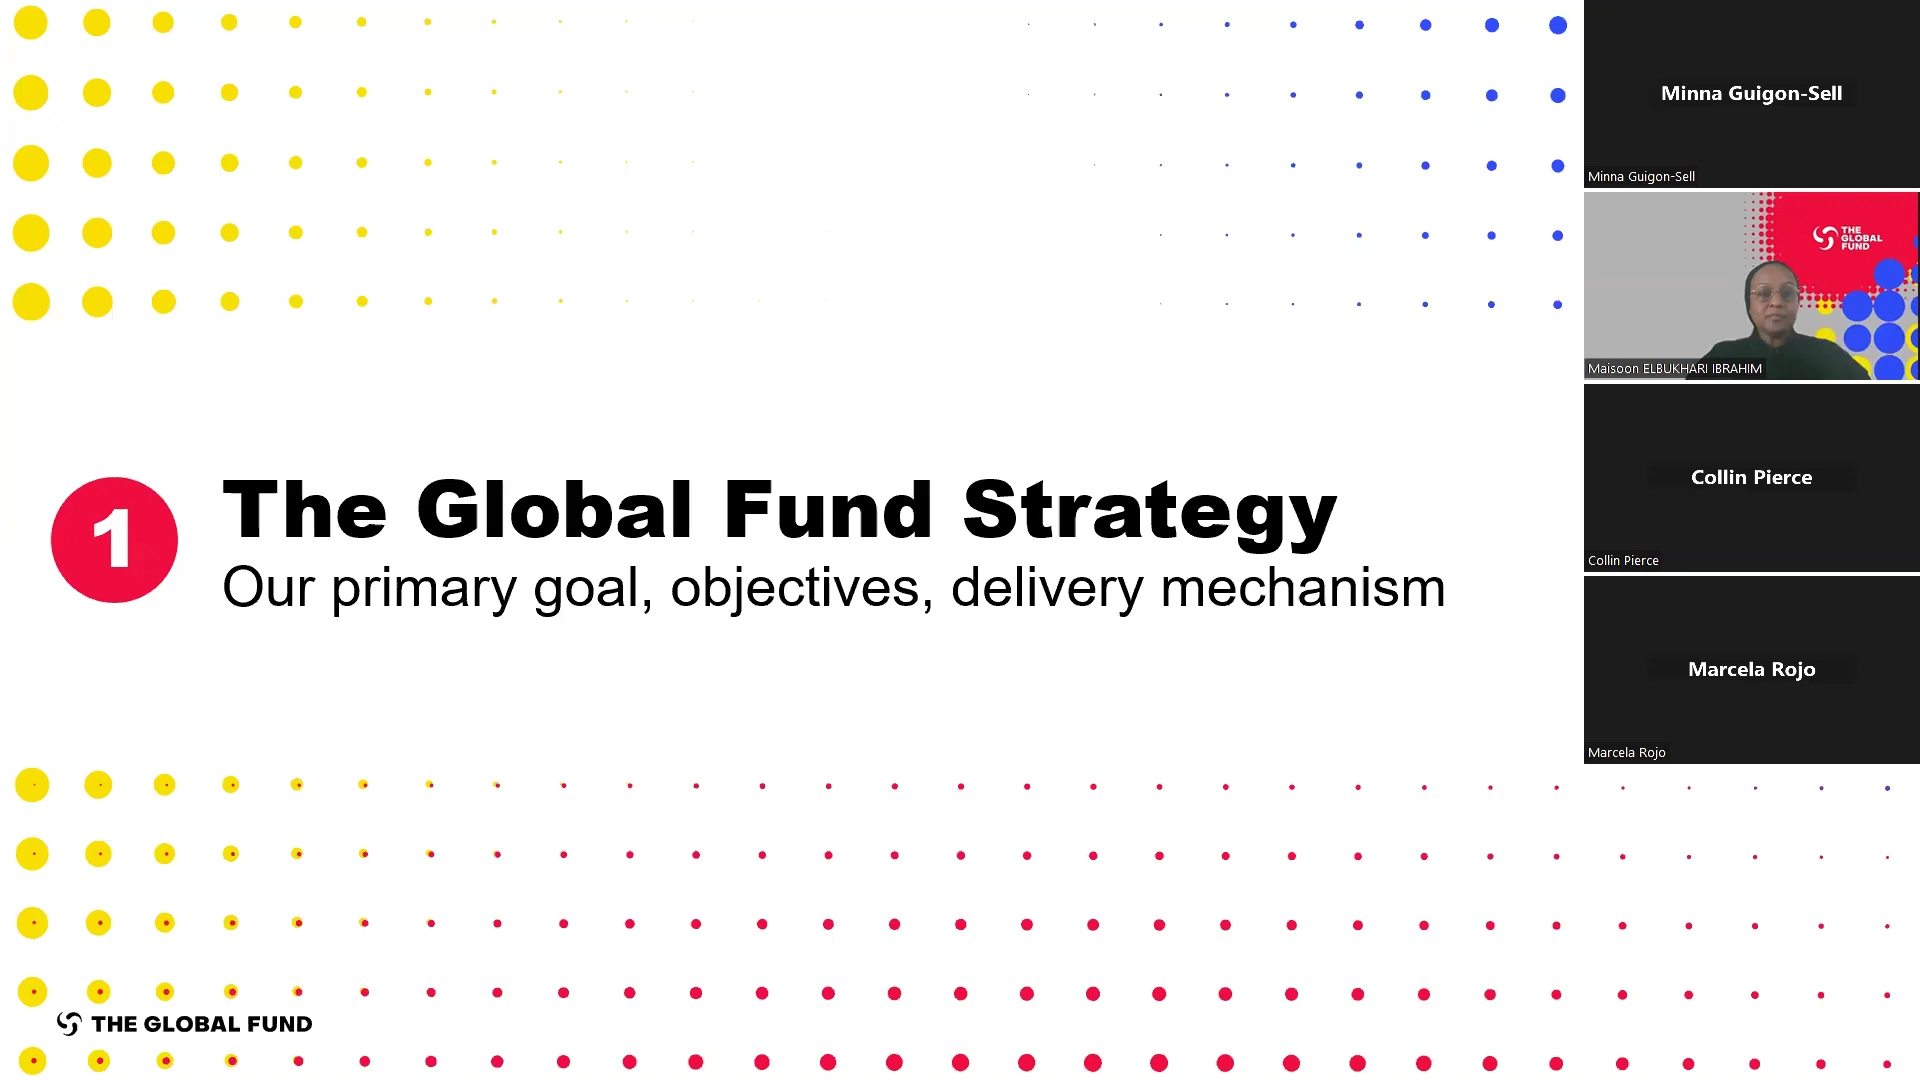 1
The Global Fund Strategy
Our primary goal, objectives, delivery mechanism
THE GLOBAL FUND
Minna Guigon-Sell
Minna Guigon-Sell
THE
GLOBAL
FUND
Maisoon ELBUKHARI IBRAHIM
Collin Pierce
Collin Pierce
Marcela Rojo
Marcela Rojo